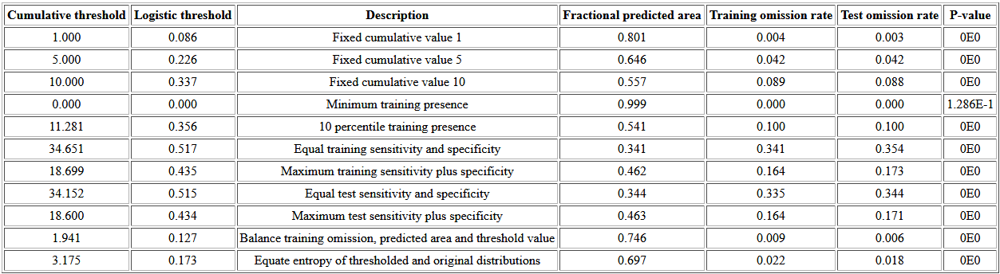 Cumulative threshold Logistic threshold Description Fractional predicted area Training omission rate Test omission rate P-value
1.000 0.086 Fixed cumulative value 1 0.801 0.004 0.003 0E0
5.000 0.226 Fixed cumulative value 5 0.646 0.042 0.042 0E0
10.000 0.337 Fixed cumulative value 10 0.557 0.089 0.088 0E0
0.000 0.000 Minimum training presence 0.999 0.000 0.000 1.286E-1
11.281 0.356 10 percentile training presence 0.541 0.100 0.100 0E0
34.651 0.517 Equal training sensitivity and specificity 0.341 0.341 0.354 0E0
18.699 0.435 Maximum training sensitivity plus specificity 0.462 0.164 0.173 0E0
34.152 0.515 Equal test sensitivity and specificity 0.344 0.335 0.344 0E0
18.600 0.434 Maximum test sensitivity plus specificity 0.463 0.164 0.171 0E0
1.941 0.127 Balance training omission, predicted area and threshold value 0.746 0.009 0.006 0E0
3.175 0.173 Equate entropy of thresholded and original distributions 0.697 0.022 0.018 0E0